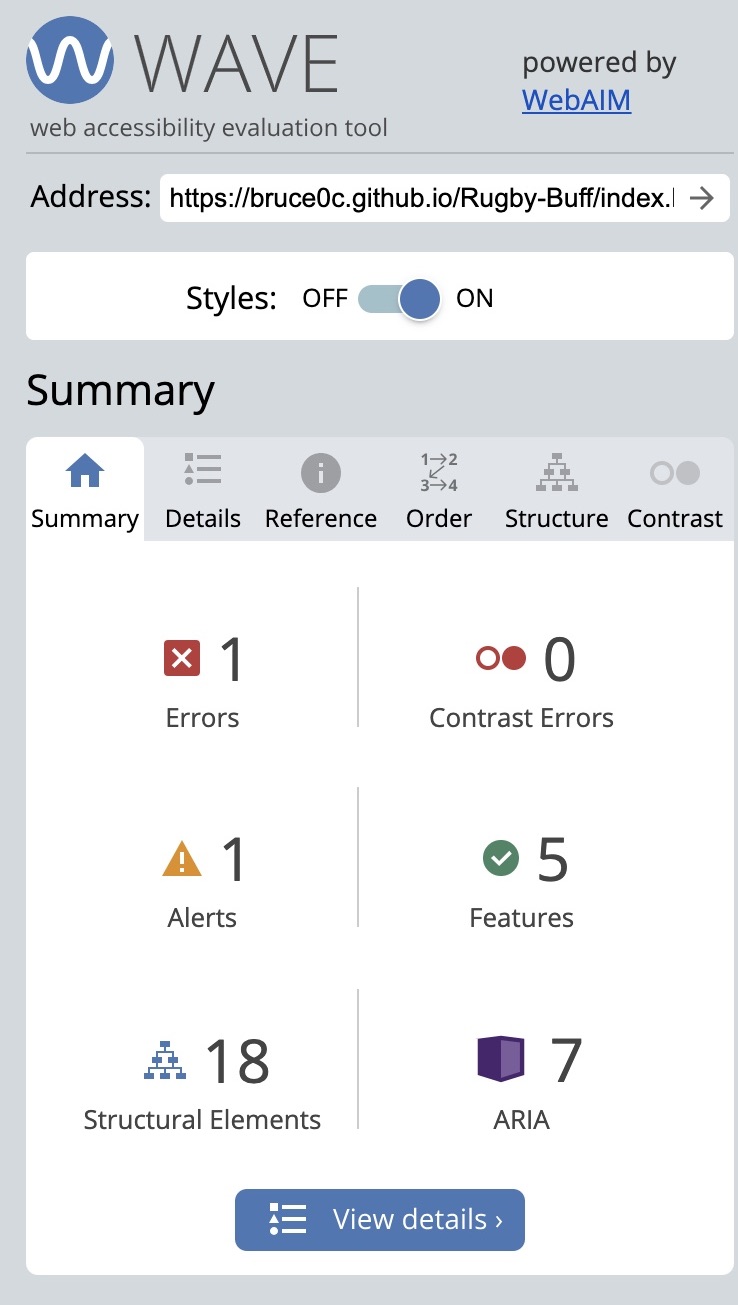 WAVE
web accessibility evaluation tool
powered by
WebAIM
Address: https://bruce0c.github.io/Rugby-Buff/index.
Styles: OFF ON
Summary
1→2
3→4
Summary Details Reference Order Structure Contrast
1
Errors
0
Contrast Errors
1
Alerts
5
Features
18
Structural Elements
7
ARIA
View details ›